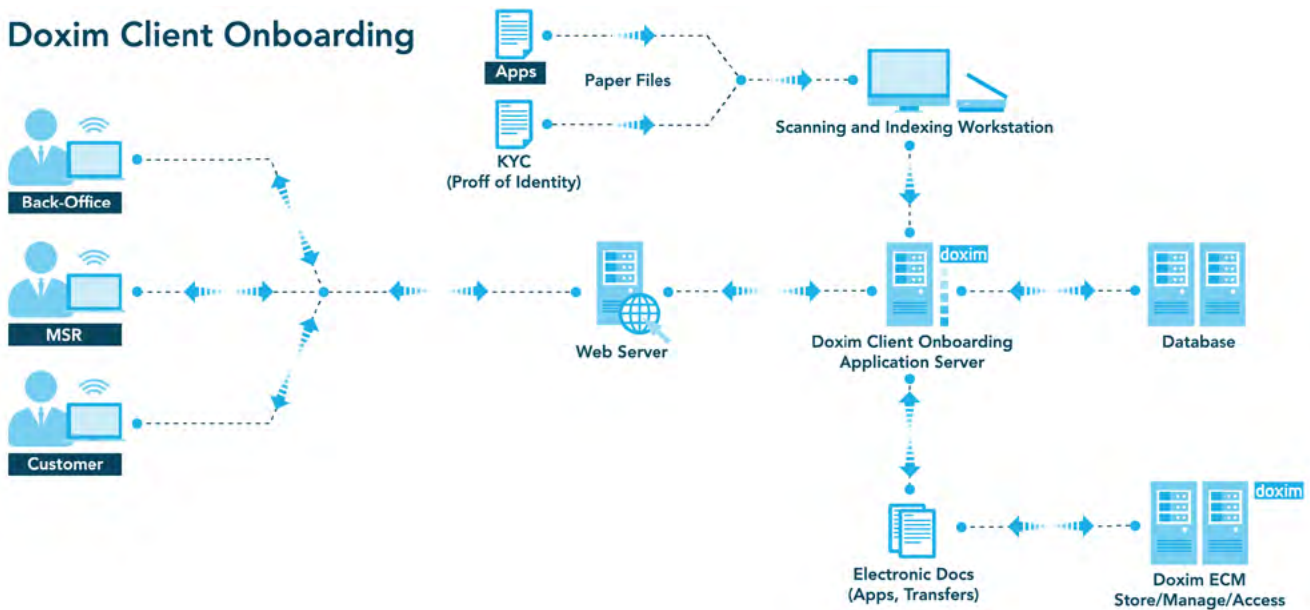 Doxim Client Onboarding
Apps
Paper Files
KYC
(Proff of Identity)
Scanning and Indexing Workstation
Back-Office
MSR
Customer
Web Server
doxim
Doxim Client Onboarding
Application Server
Database
Electronic Docs
(Apps, Transfers)
doxim
Doxim ECM
Store/Manage/Access